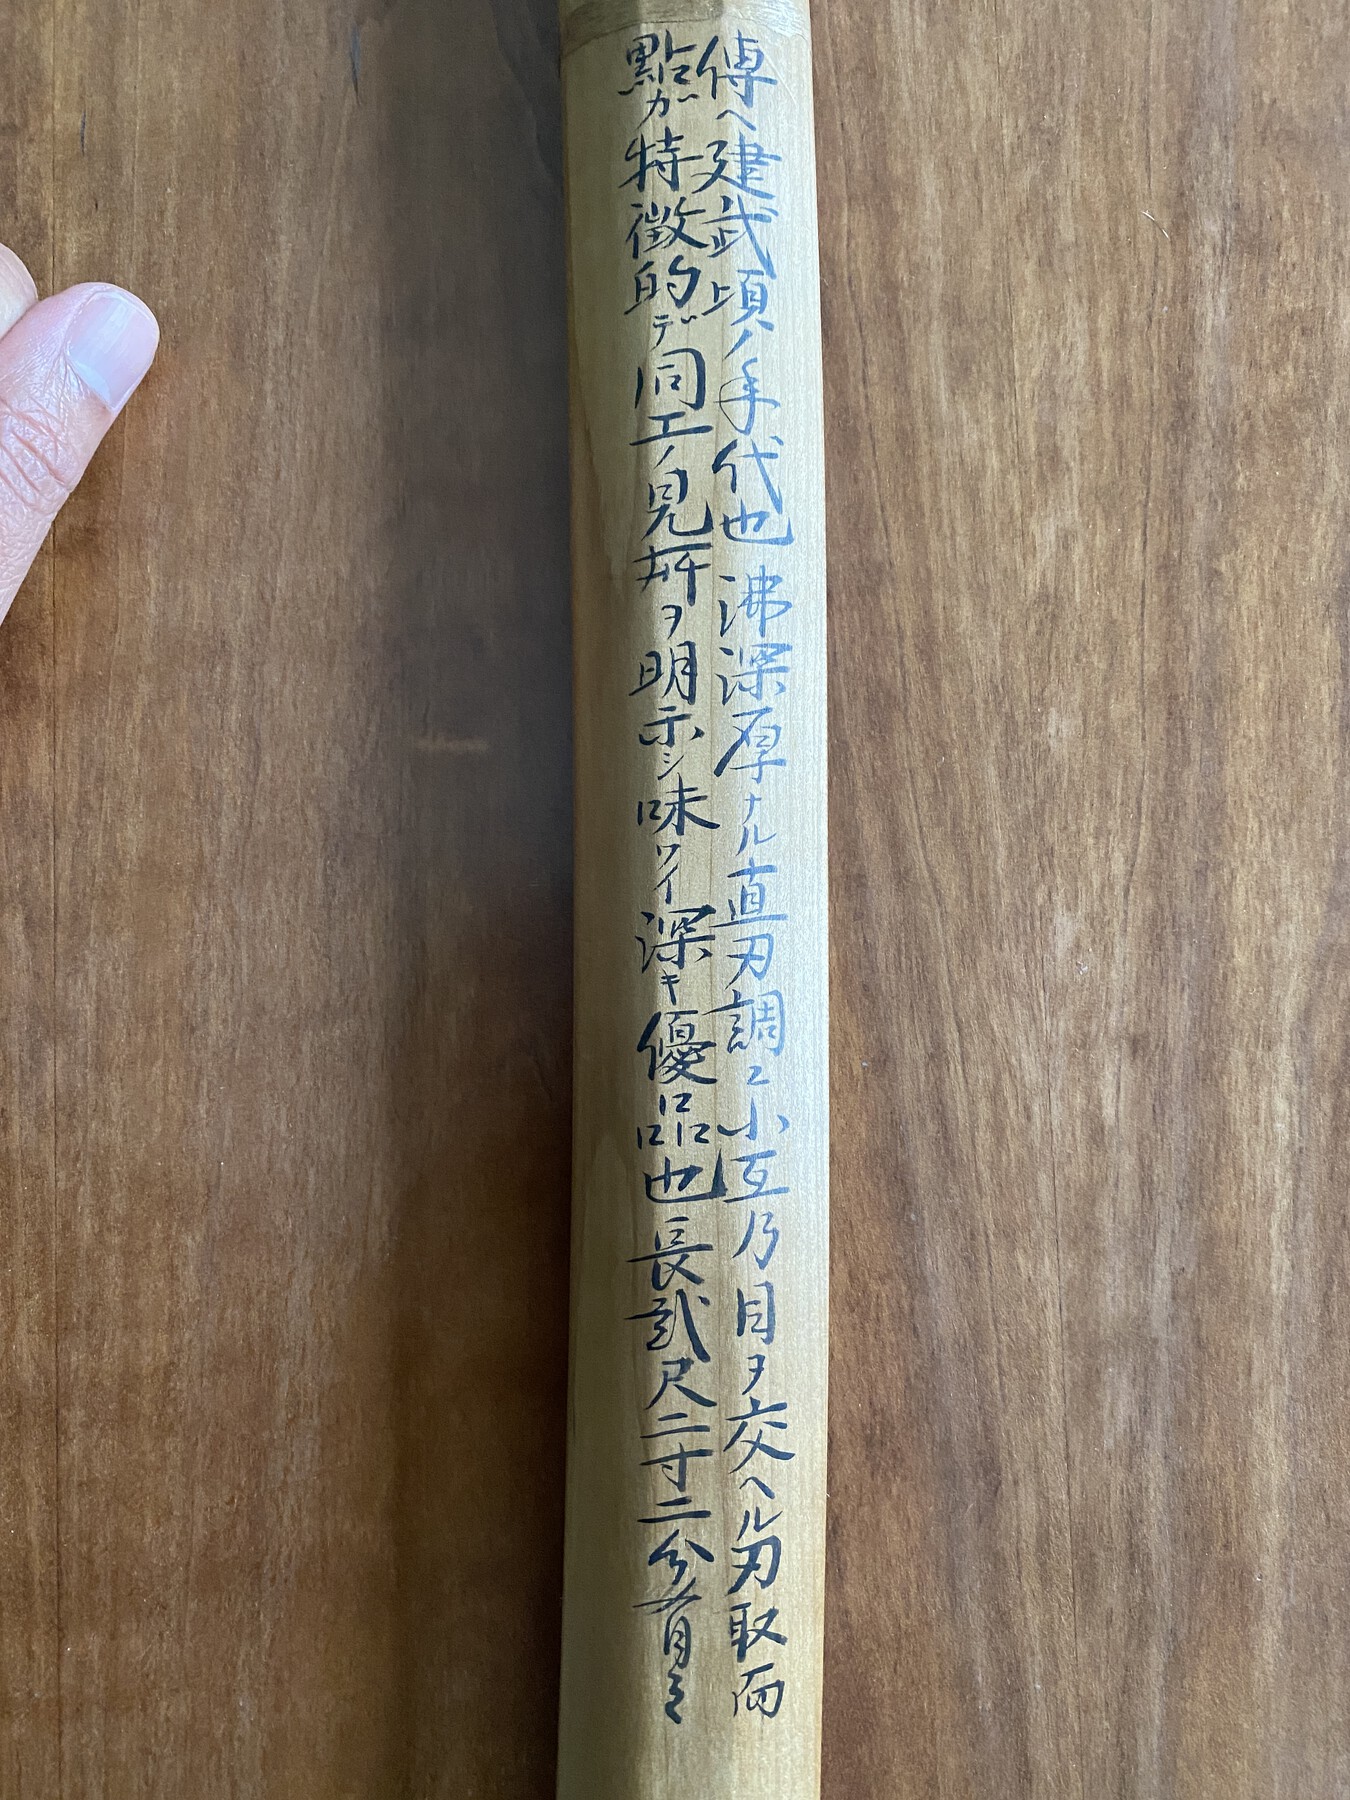 傳ヘ建武頃ノ年代也 沸深厚ナル直刃調ニ小互乃目ヲ交ヘル刃取
點ガ特徴的デ同工ノ見所ヲ明示シ味ワイ深キ優品也長貳尺二寸二分有之